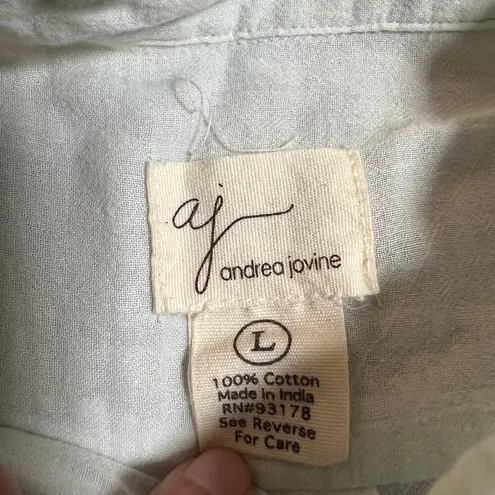 aj
andrea jovine
L
100% Cotton
Made in India
RN#93178
See Reverse
For Care